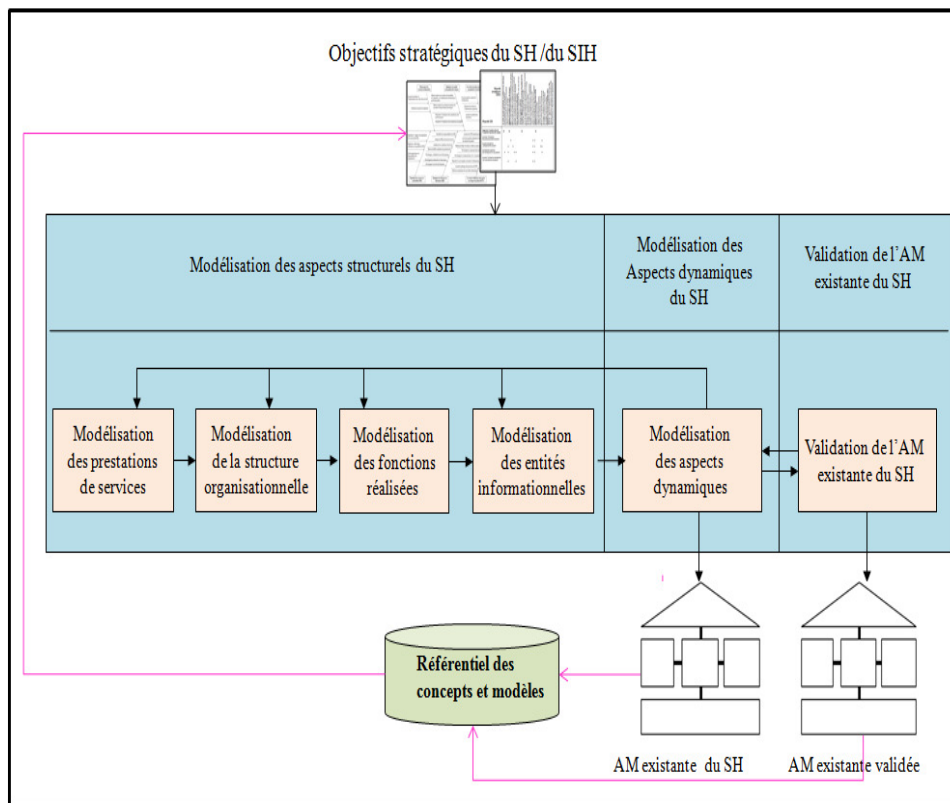 Objectifs stratégiques du SH /du SIH
Modélisation des aspects structurels du SH
Modélisation des
Aspects dynamiques
du SH
Validation de l'AM
existante du SH
Modélisation
des prestations
de services
Modélisation
de la structure
organisationnelle
Modélisation
des fonctions
réalisées
Modélisation
des entités
informationnelles
Modélisation
des aspects
dynamiques
Validation de l'AM
existante du SH
Référentiel des
concepts et modèles
AM existante du SH
AM existante validée